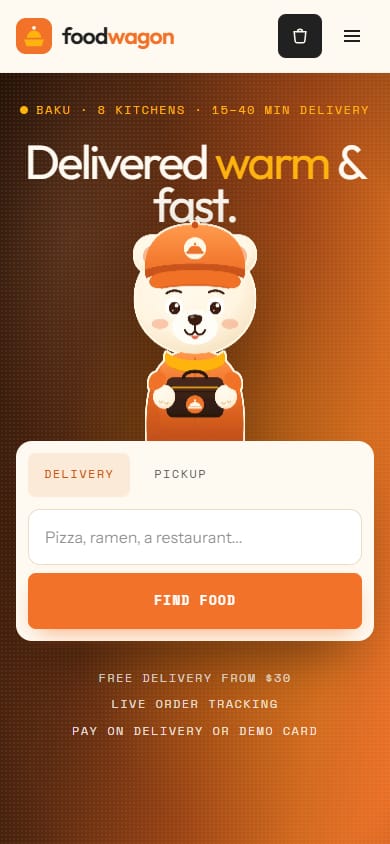 foodwagon
BAKU · 8 KITCHENS · 15–40 MIN DELIVERY
Delivered warm &
fast.
DELIVERY
PICKUP
Pizza, ramen, a restaurant...
FIND FOOD
FREE DELIVERY FROM $30
LIVE ORDER TRACKING
PAY ON DELIVERY OR DEMO CARD